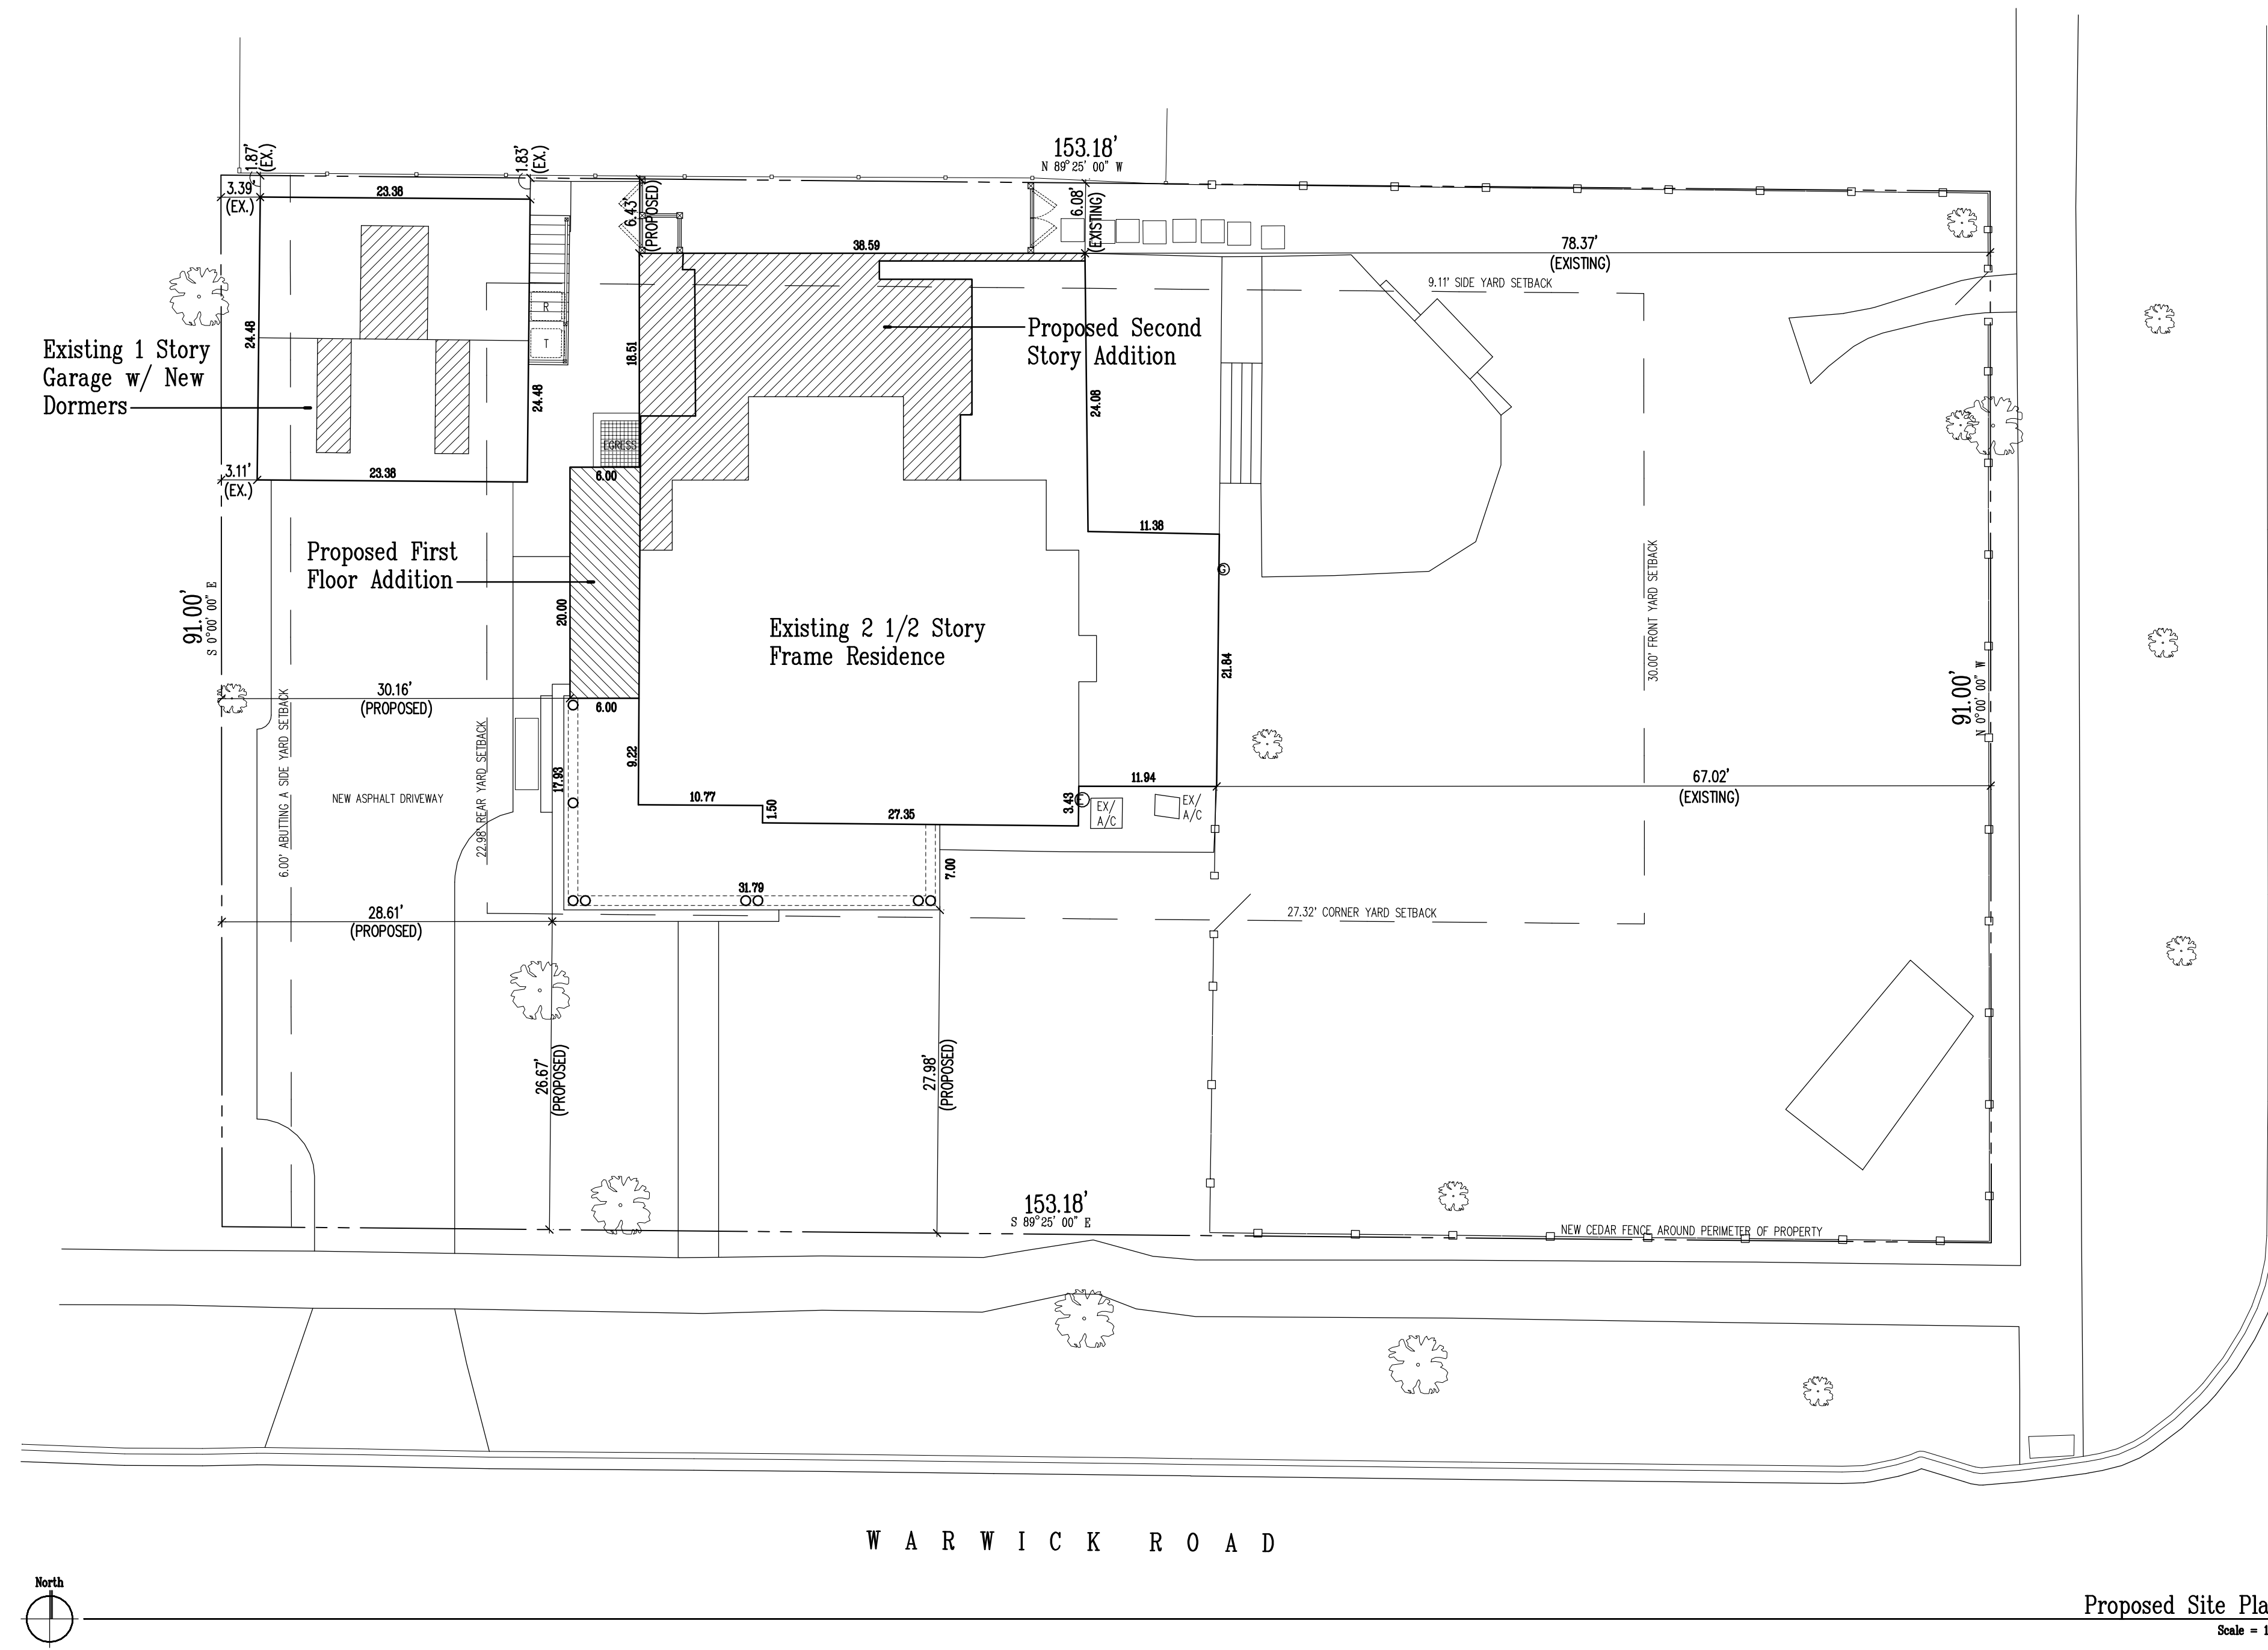 153.18'
N 89°25' 00" W
1.87'
(EX.)
1.83'
(EX.)
3.39'
(EX.)
23.38
6.43'
(PROPOSED)
6.08'
(EXISTING)
38.59
78.37'
(EXISTING)
9.11' SIDE YARD SETBACK
R
T
24.48
24.48
18.51
Proposed Second
Story Addition
Existing 1 Story
Garage w/ New
Dormers
24.08
EGRESS
3.11'
(EX.)
23.38
6.00
11.38
Proposed First
Floor Addition
G
91.00'
S 0°00' 00" E
20.00
30.00' FRONT YARD SETBACK
Existing 2 1/2 Story
Frame Residence
21.84
30.16'
(PROPOSED)
6.00
91.00'
N 0°00' 00" W
6.00' ABUTTING A SIDE YARD SETBACK
22.98' REAR YARD SETBACK
9.22
17.93
NEW ASPHALT DRIVEWAY
10.77
1.50
27.35
3.43
E
11.94
EX/
A/C
EX/
A/C
67.02'
(EXISTING)
7.00
31.79
28.61'
(PROPOSED)
27.32' CORNER YARD SETBACK
26.67'
(PROPOSED)
27.98'
(PROPOSED)
153.18'
S 89°25' 00" E
NEW CEDAR FENCE AROUND PERIMETER OF PROPERTY
WARWICK ROAD
North
Proposed Site Pla
Scale = 1